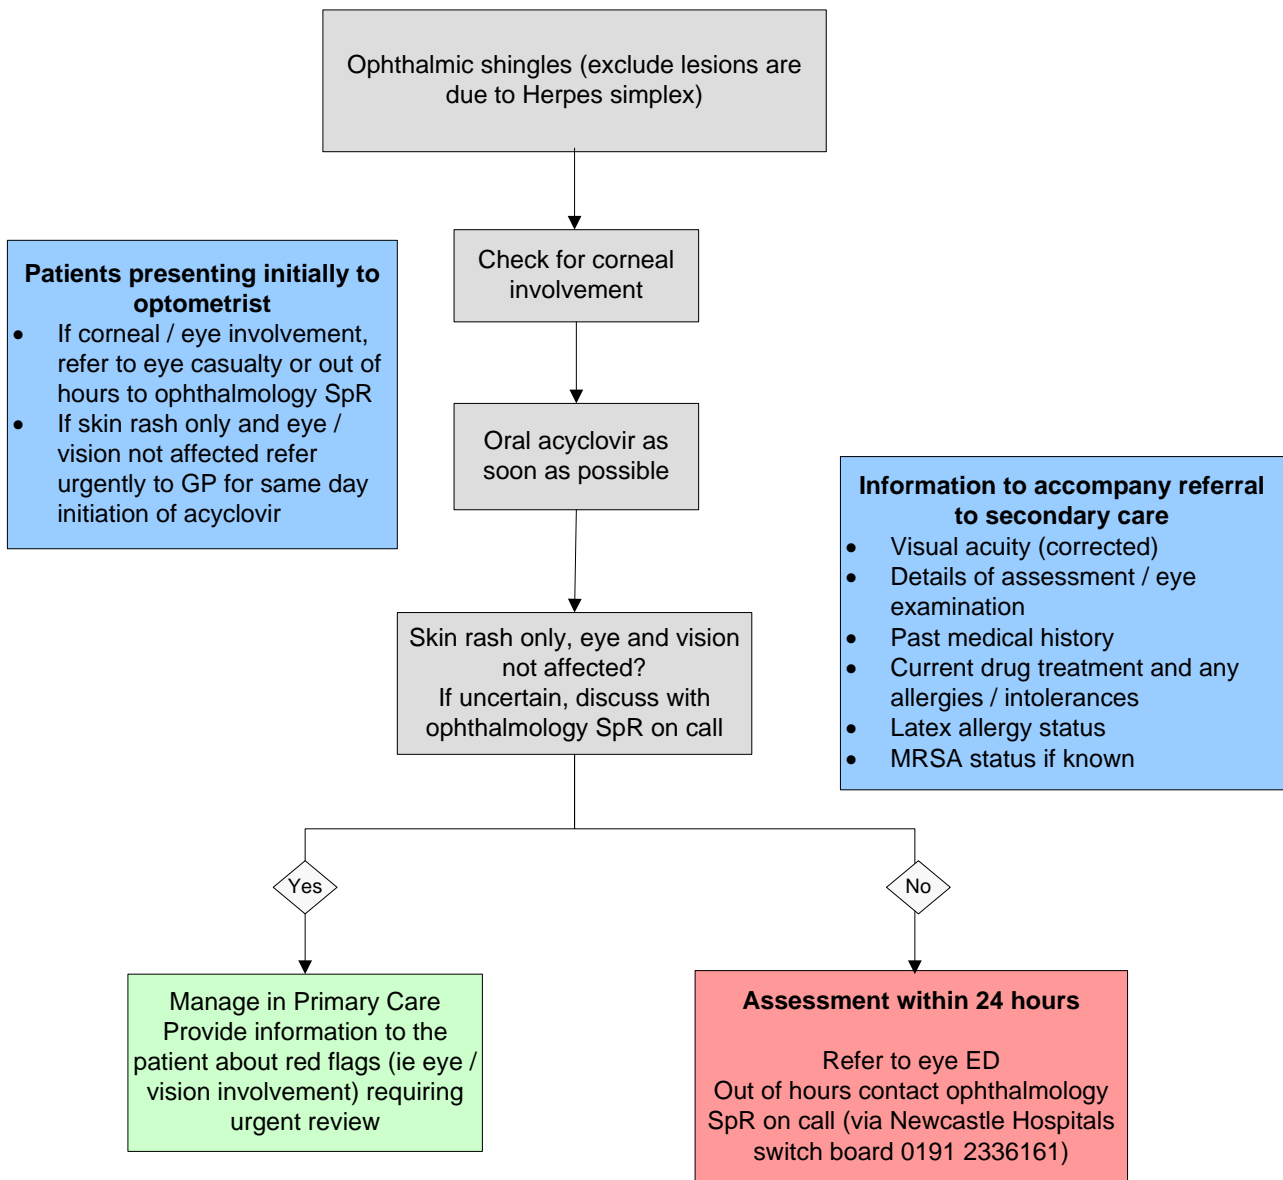 Ophthalmic shingles (exclude lesions are
due to Herpes simplex)
Check for corneal
involvement
Patients presenting initially to
optometrist
• If corneal / eye involvement,
refer to eye casualty or out of
hours to ophthalmology SpR
• If skin rash only and eye /
vision not affected refer
urgently to GP for same day
initiation of acyclovir
Oral acyclovir as
soon as possible
Information to accompany referral
to secondary care
• Visual acuity (corrected)
• Details of assessment / eye
examination
• Past medical history
• Current drug treatment and any
allergies / intolerances
• Latex allergy status
• MRSA status if known
Skin rash only, eye and vision
not affected?
If uncertain, discuss with
ophthalmology SpR on call
Yes
No
Manage in Primary Care
Provide information to the
patient about red flags (ie eye /
vision involvement) requiring
urgent review
Assessment within 24 hours
Refer to eye ED
Out of hours contact ophthalmology
SpR on call (via Newcastle Hospitals
switch board 0191 2336161)